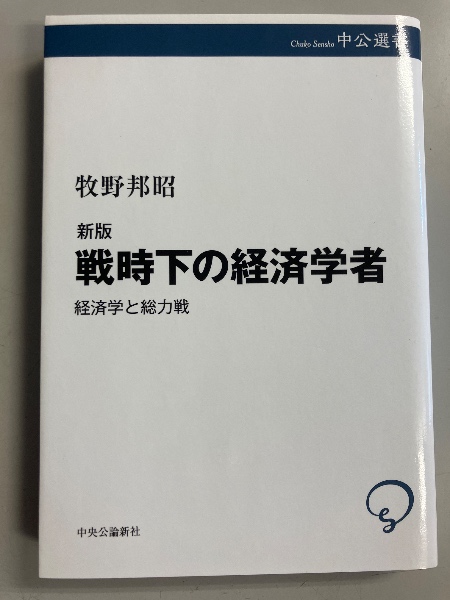 Chuko Sensho 中公選書
牧野邦昭
新版
戦時下の経済学者
経済学と総力戦
中央公論新社